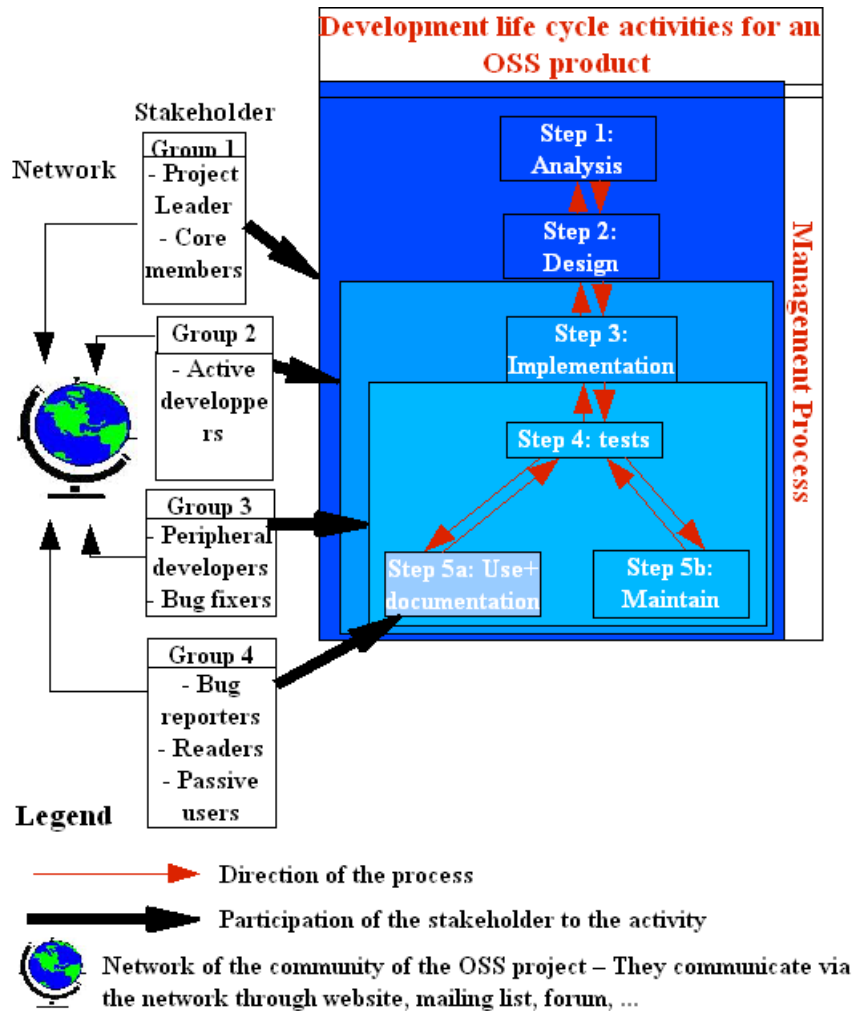 Development life cycle activities for an
OSS product
Stakeholder
Network
Group 1
- Project
Leader
- Core
members
Group 2
- Active
developpe
rs
Group 3
- Peripheral
developers
- Bug fixers
Group 4
- Bug
reporters
- Readers
- Passive
users
Step 1:
Analysis
Step 2:
Design
Step 3:
Implementation
Step 4: tests
Step 5a: Use+
documentation
Step 5b:
Maintain
Management Process
Legend
Direction of the process
Participation of the stakeholder to the activity
Network of the community of the OSS project – They communicate via
the network through website, mailing list, forum, ...